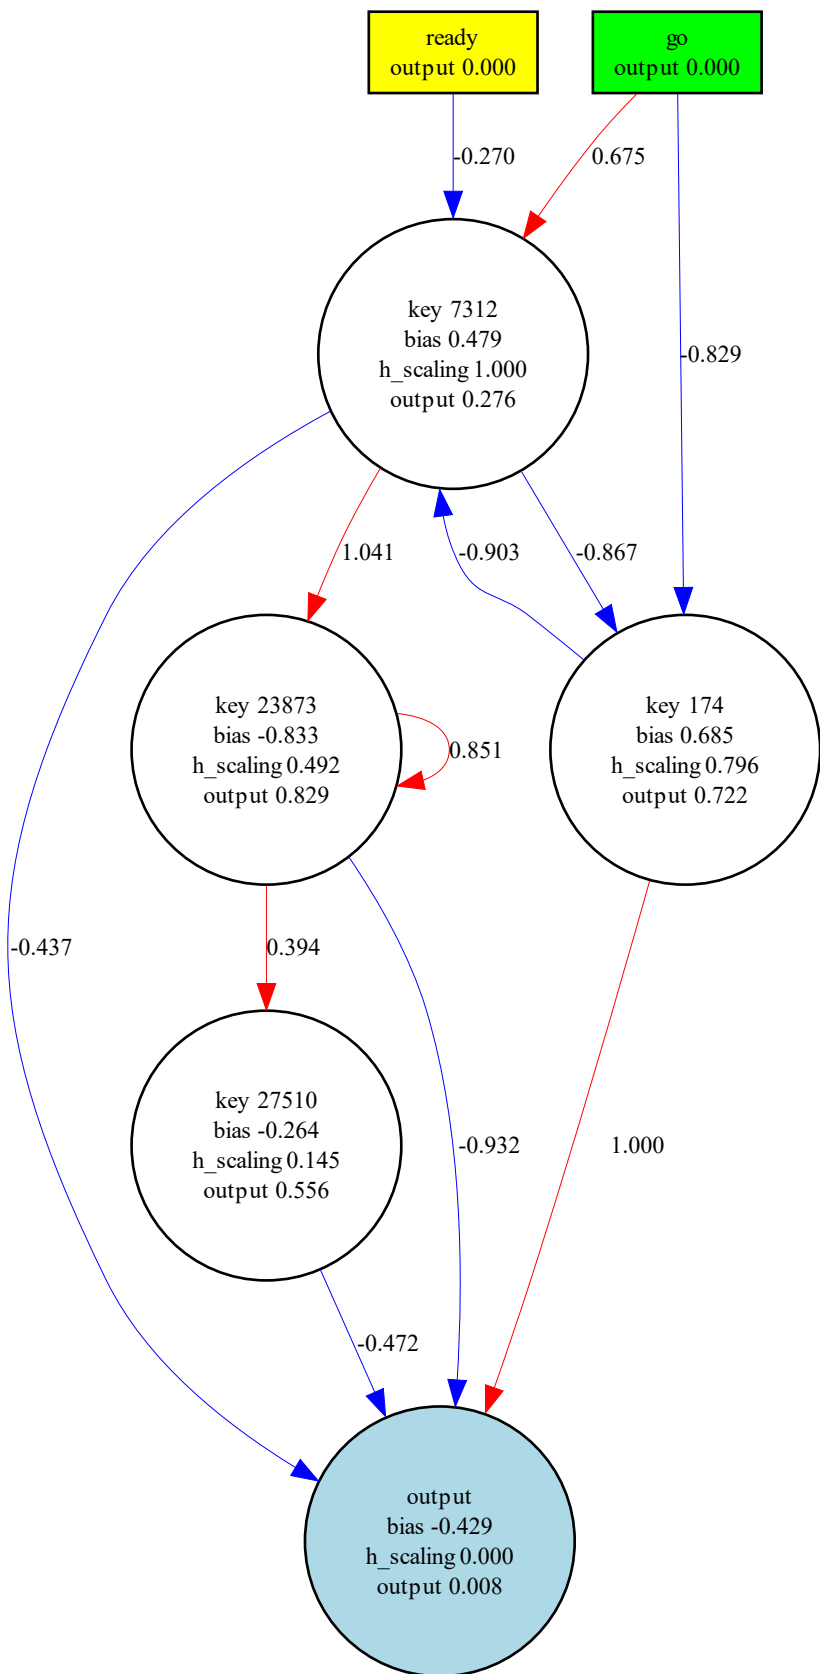 ready
output 0.000
go
output 0.000
-0.270
0.675
key 7312
bias 0.479
h_scaling 1.000
output 0.276
-0.829
1.041
-0.903
-0.867
key 23873
bias -0.833
h_scaling 0.492
output 0.829
0.851
key 174
bias 0.685
h_scaling 0.796
output 0.722
-0.437
0.394
key 27510
bias -0.264
h_scaling 0.145
output 0.556
-0.932
1.000
-0.472
output
bias -0.429
h_scaling 0.000
output 0.008